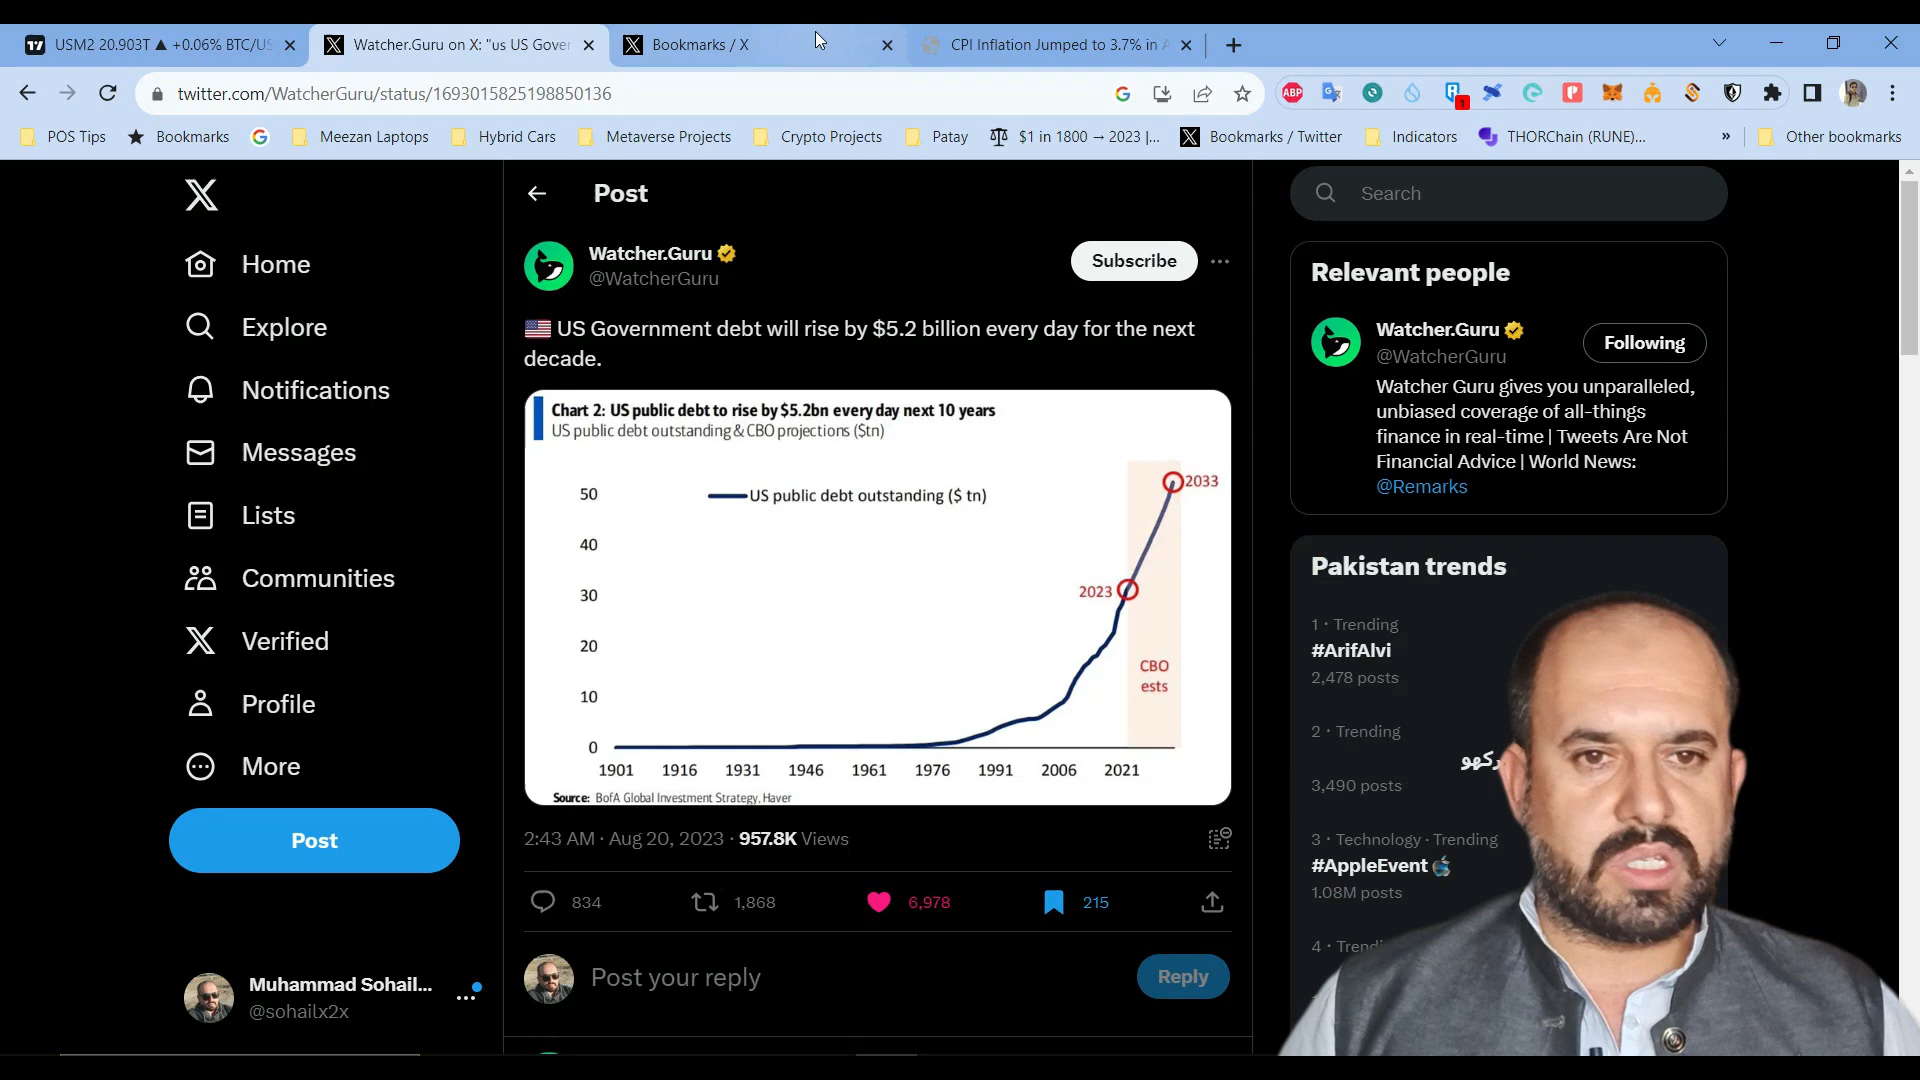 USM2 20.903T ▲ +0.06% BTC/US
Watcher.Guru on X: "us US Gover
Bookmarks / X
CPI Inflation Jumped to 3.7% in A
twitter.com/WatcherGuru/status/1693015825198850136
ABP
1
POS Tips
Bookmarks
Meezan Laptops
Hybrid Cars
Metaverse Projects
Crypto Projects
Patay
$1 in 1800 → 2023 |...
Bookmarks / Twitter
Indicators
THORChain (RUNE)...
»
Other bookmarks
Home
Explore
Notifications
Messages
Lists
Communities
Verified
Profile
More
Post
Muhammad Sohail...
@sohailx2x
Post
Watcher.Guru
@WatcherGuru
Subscribe
US Government debt will rise by $5.2 billion every day for the next
decade.
Chart 2: US public debt to rise by $5.2bn every day next 10 years
US public debt outstanding & CBO projections ($tn)
US public debt outstanding ($ tn)
50
40
30
20
10
0
2033
2023
CBO
ests
1901 1916 1931 1946 1961 1976 1991 2006 2021
Source: BofA Global Investment Strategy, Haver
2:43 AM · Aug 20, 2023 · 957.8K Views
834
1,868
6,978
215
Post your reply
Reply
Search
Relevant people
Watcher.Guru
@WatcherGuru
Following
Watcher Guru gives you unparalleled,
unbiased coverage of all-things
finance in real-time | Tweets Are Not
Financial Advice | World News:
@Remarks
Pakistan trends
1 · Trending
#ArifAlvi
2,478 posts
2 · Trending
رکھو
3,490 posts
3 · Technology · Trending
#AppleEvent
1.08M posts
4 · Trendi